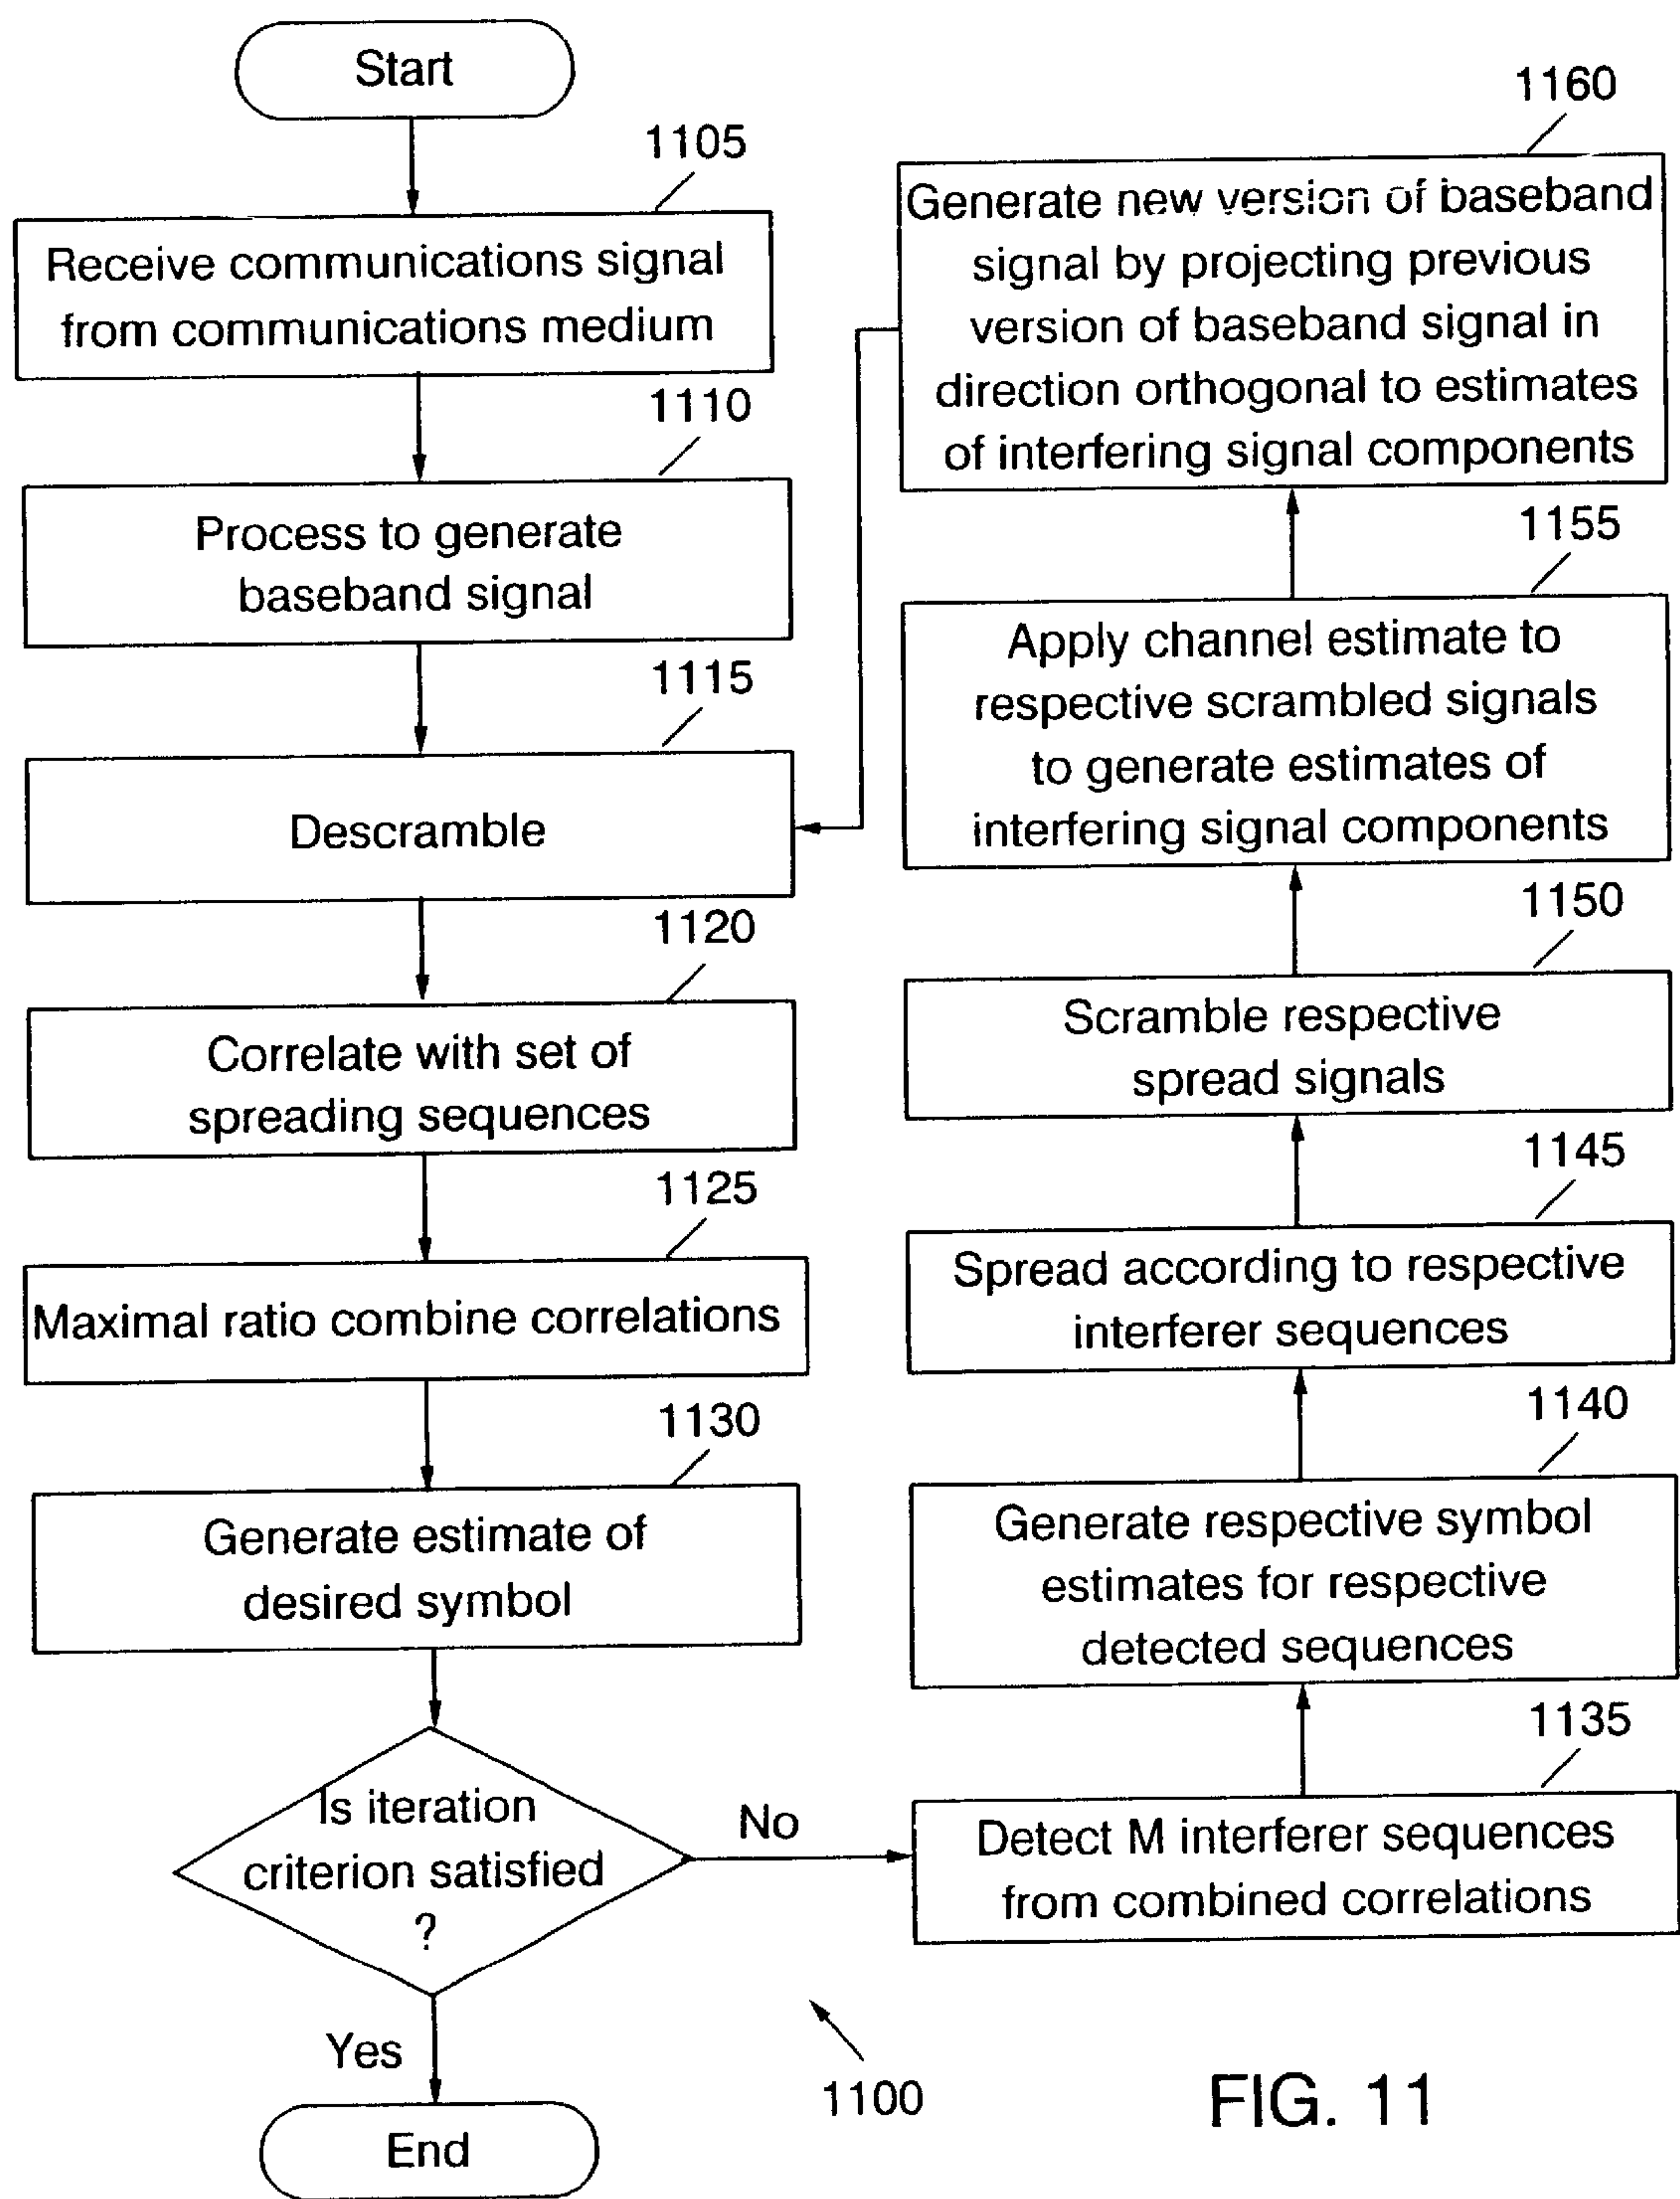 Start
1105
Receive communications signal
from communications medium
1110
Process to generate
baseband signal
1115
Descramble
1120
Correlate with set of
spreading sequences
1125
Maximal ratio combine correlations
1130
Generate estimate of
desired symbol
Is iteration
criterion satisfied
?
No
Yes
End
1135
Detect M interferer sequences
from combined correlations
1140
Generate respective symbol
estimates for respective
detected sequences
1145
Spread according to respective
interferer sequences
1150
Scramble respective
spread signals
1155
Apply channel estimate to
respective scrambled signals
to generate estimates of
interfering signal components
1160
Generate new version of baseband
signal by projecting previous
version of baseband signal in
direction orthogonal to estimates
of interfering signal components
1100
FIG. 11